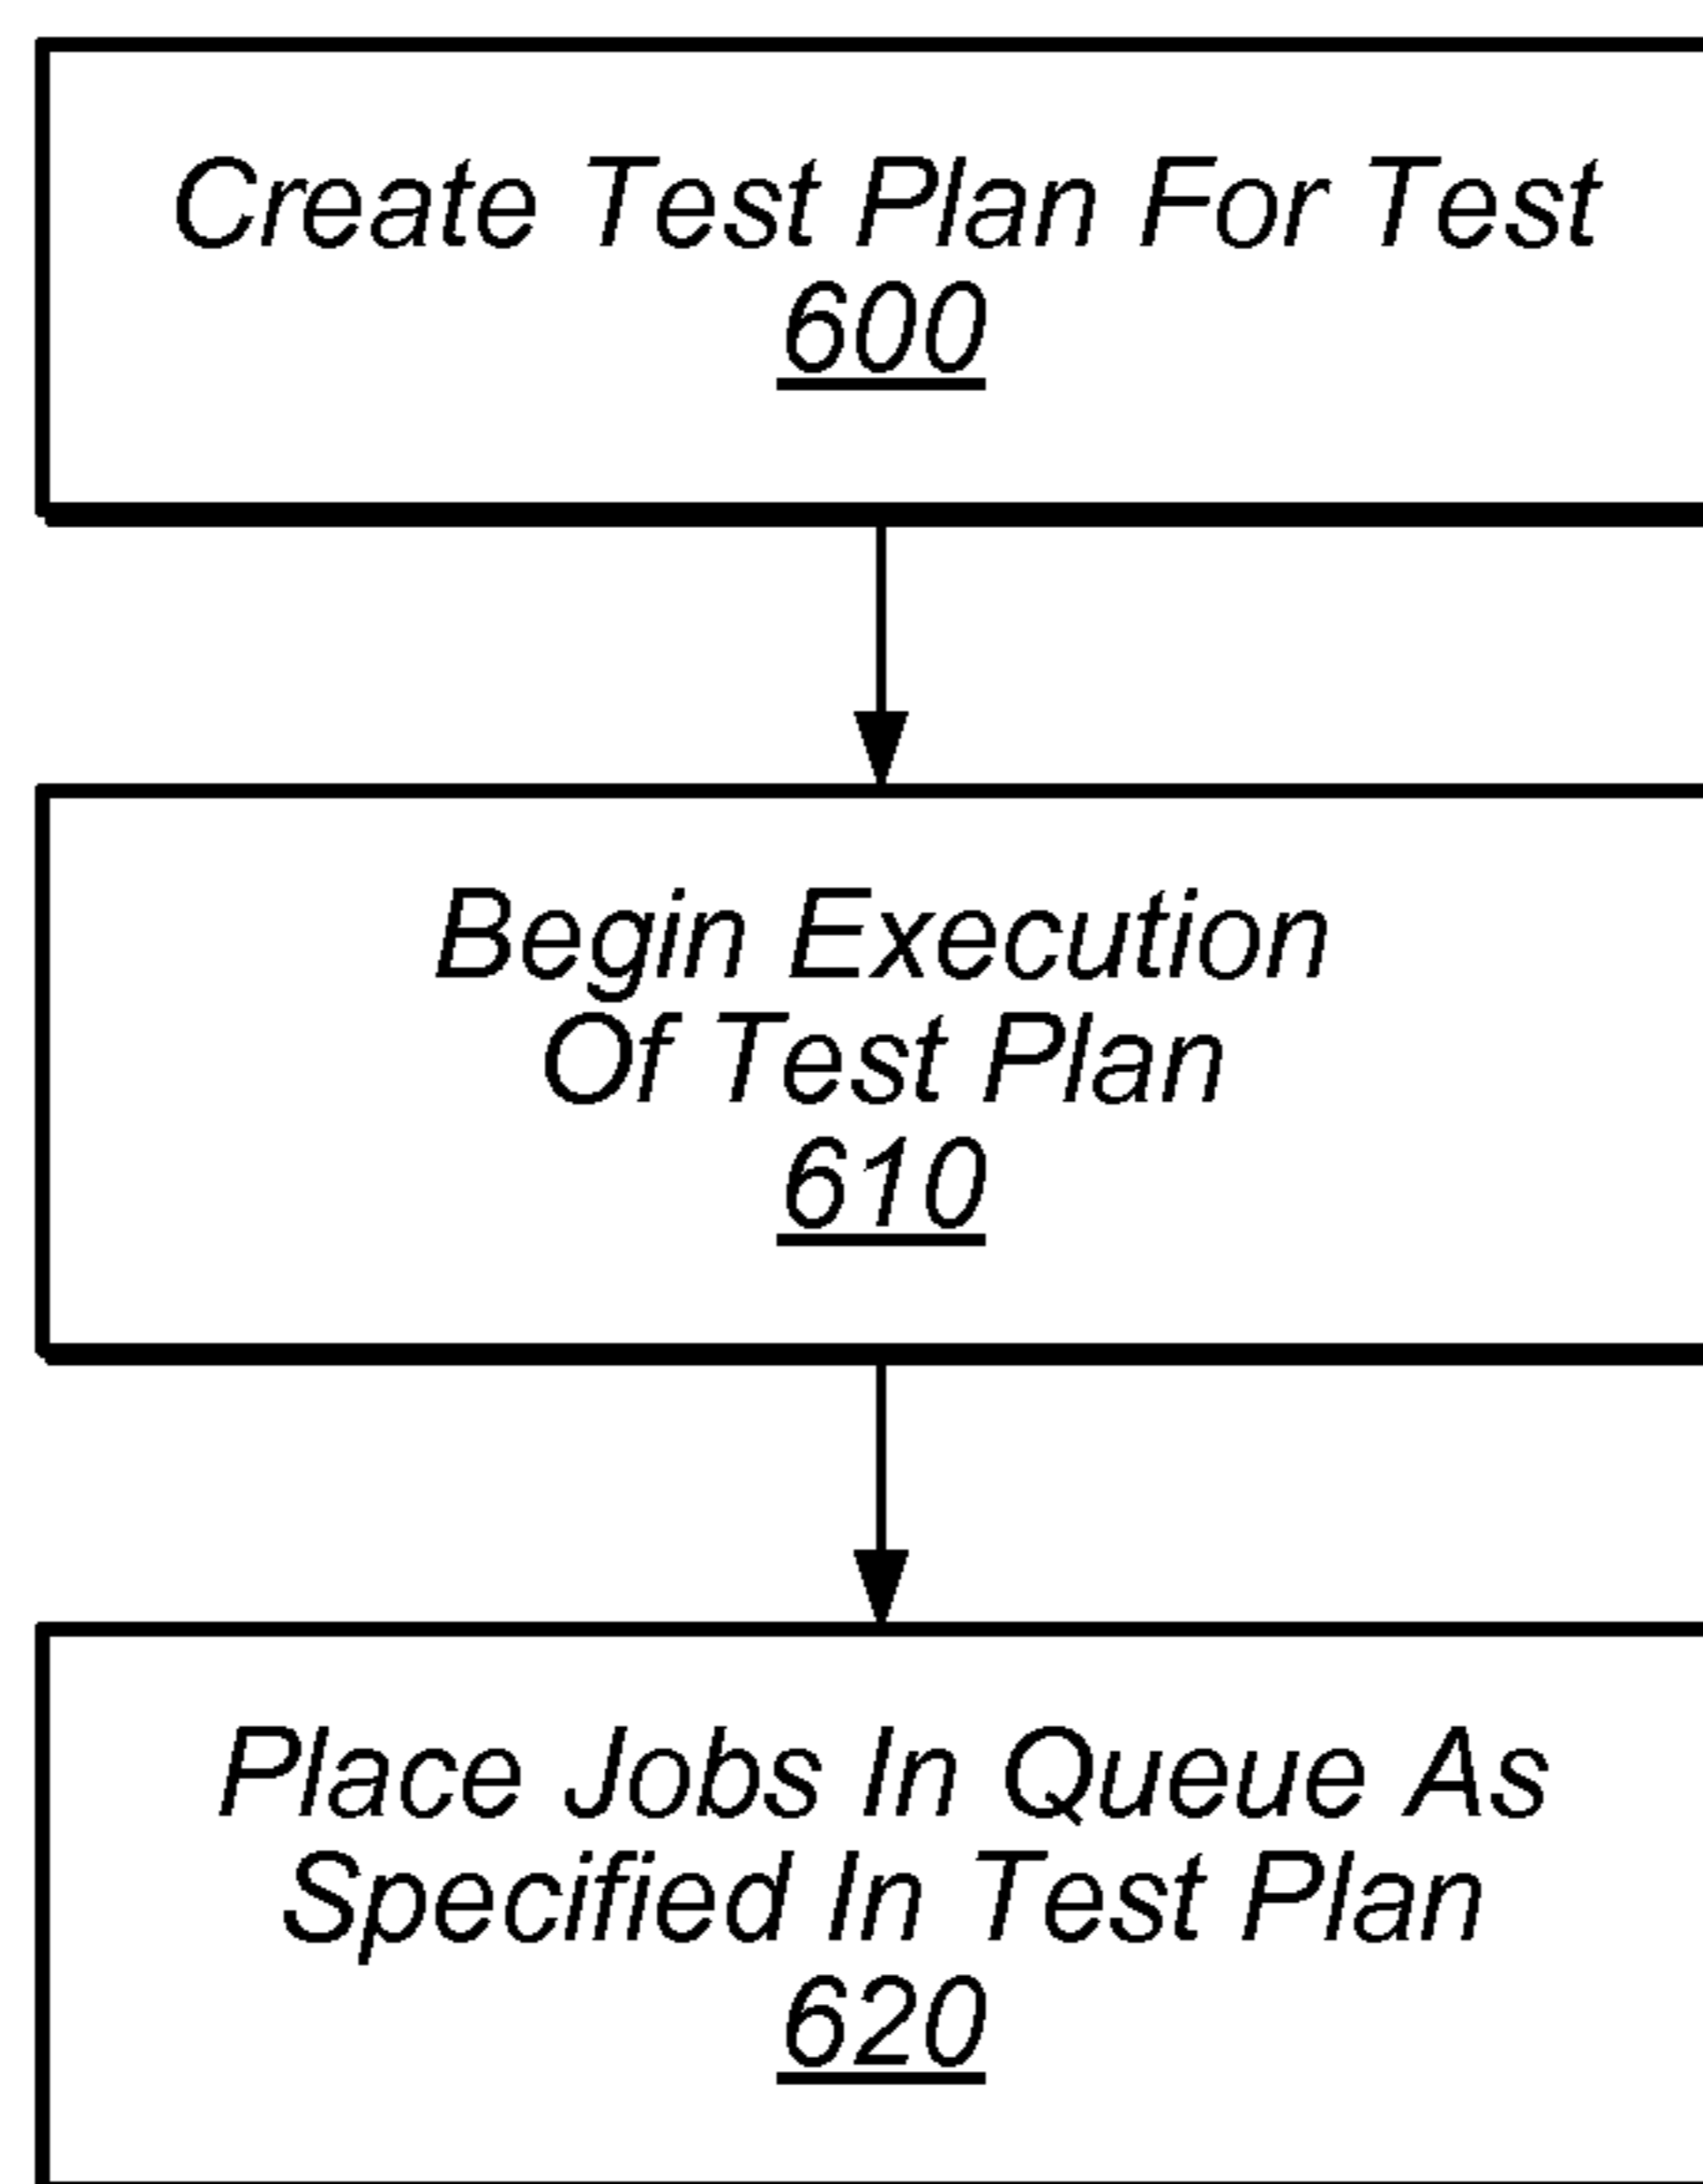 Create Test Plan For Test
600
Begin Execution
Of Test Plan
610
Place Jobs In Queue As
Specified In Test Plan
620